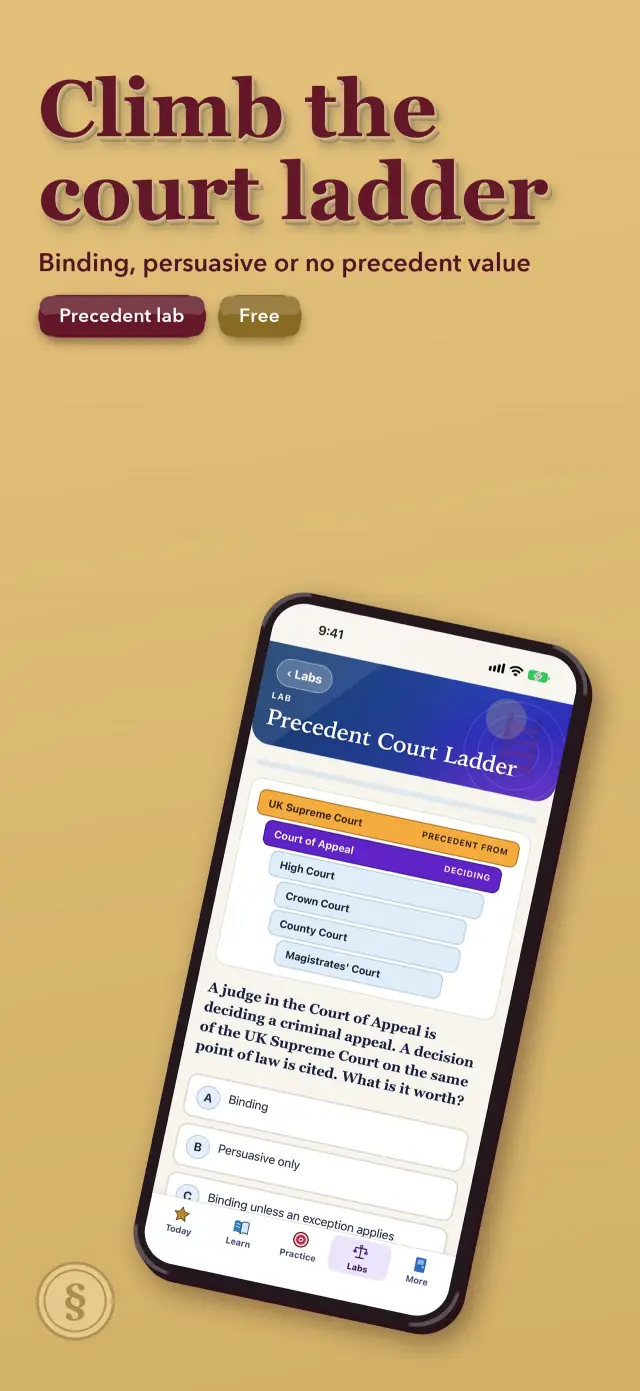 Climb the
court ladder
Binding, persuasive or no precedent value
Precedent lab
Free
9:41
‹ Labs
LAB
Precedent Court Ladder
UK Supreme Court
PRECEDENT FROM
Court of Appeal
DECIDING
High Court
Crown Court
County Court
Magistrates' Court
A judge in the Court of Appeal is
deciding a criminal appeal. A decision
of the UK Supreme Court on the same
point of law is cited. What is it worth?
A Binding
B Persuasive only
C Binding unless an exception applies
Today
Learn
Practice
Labs
More
§